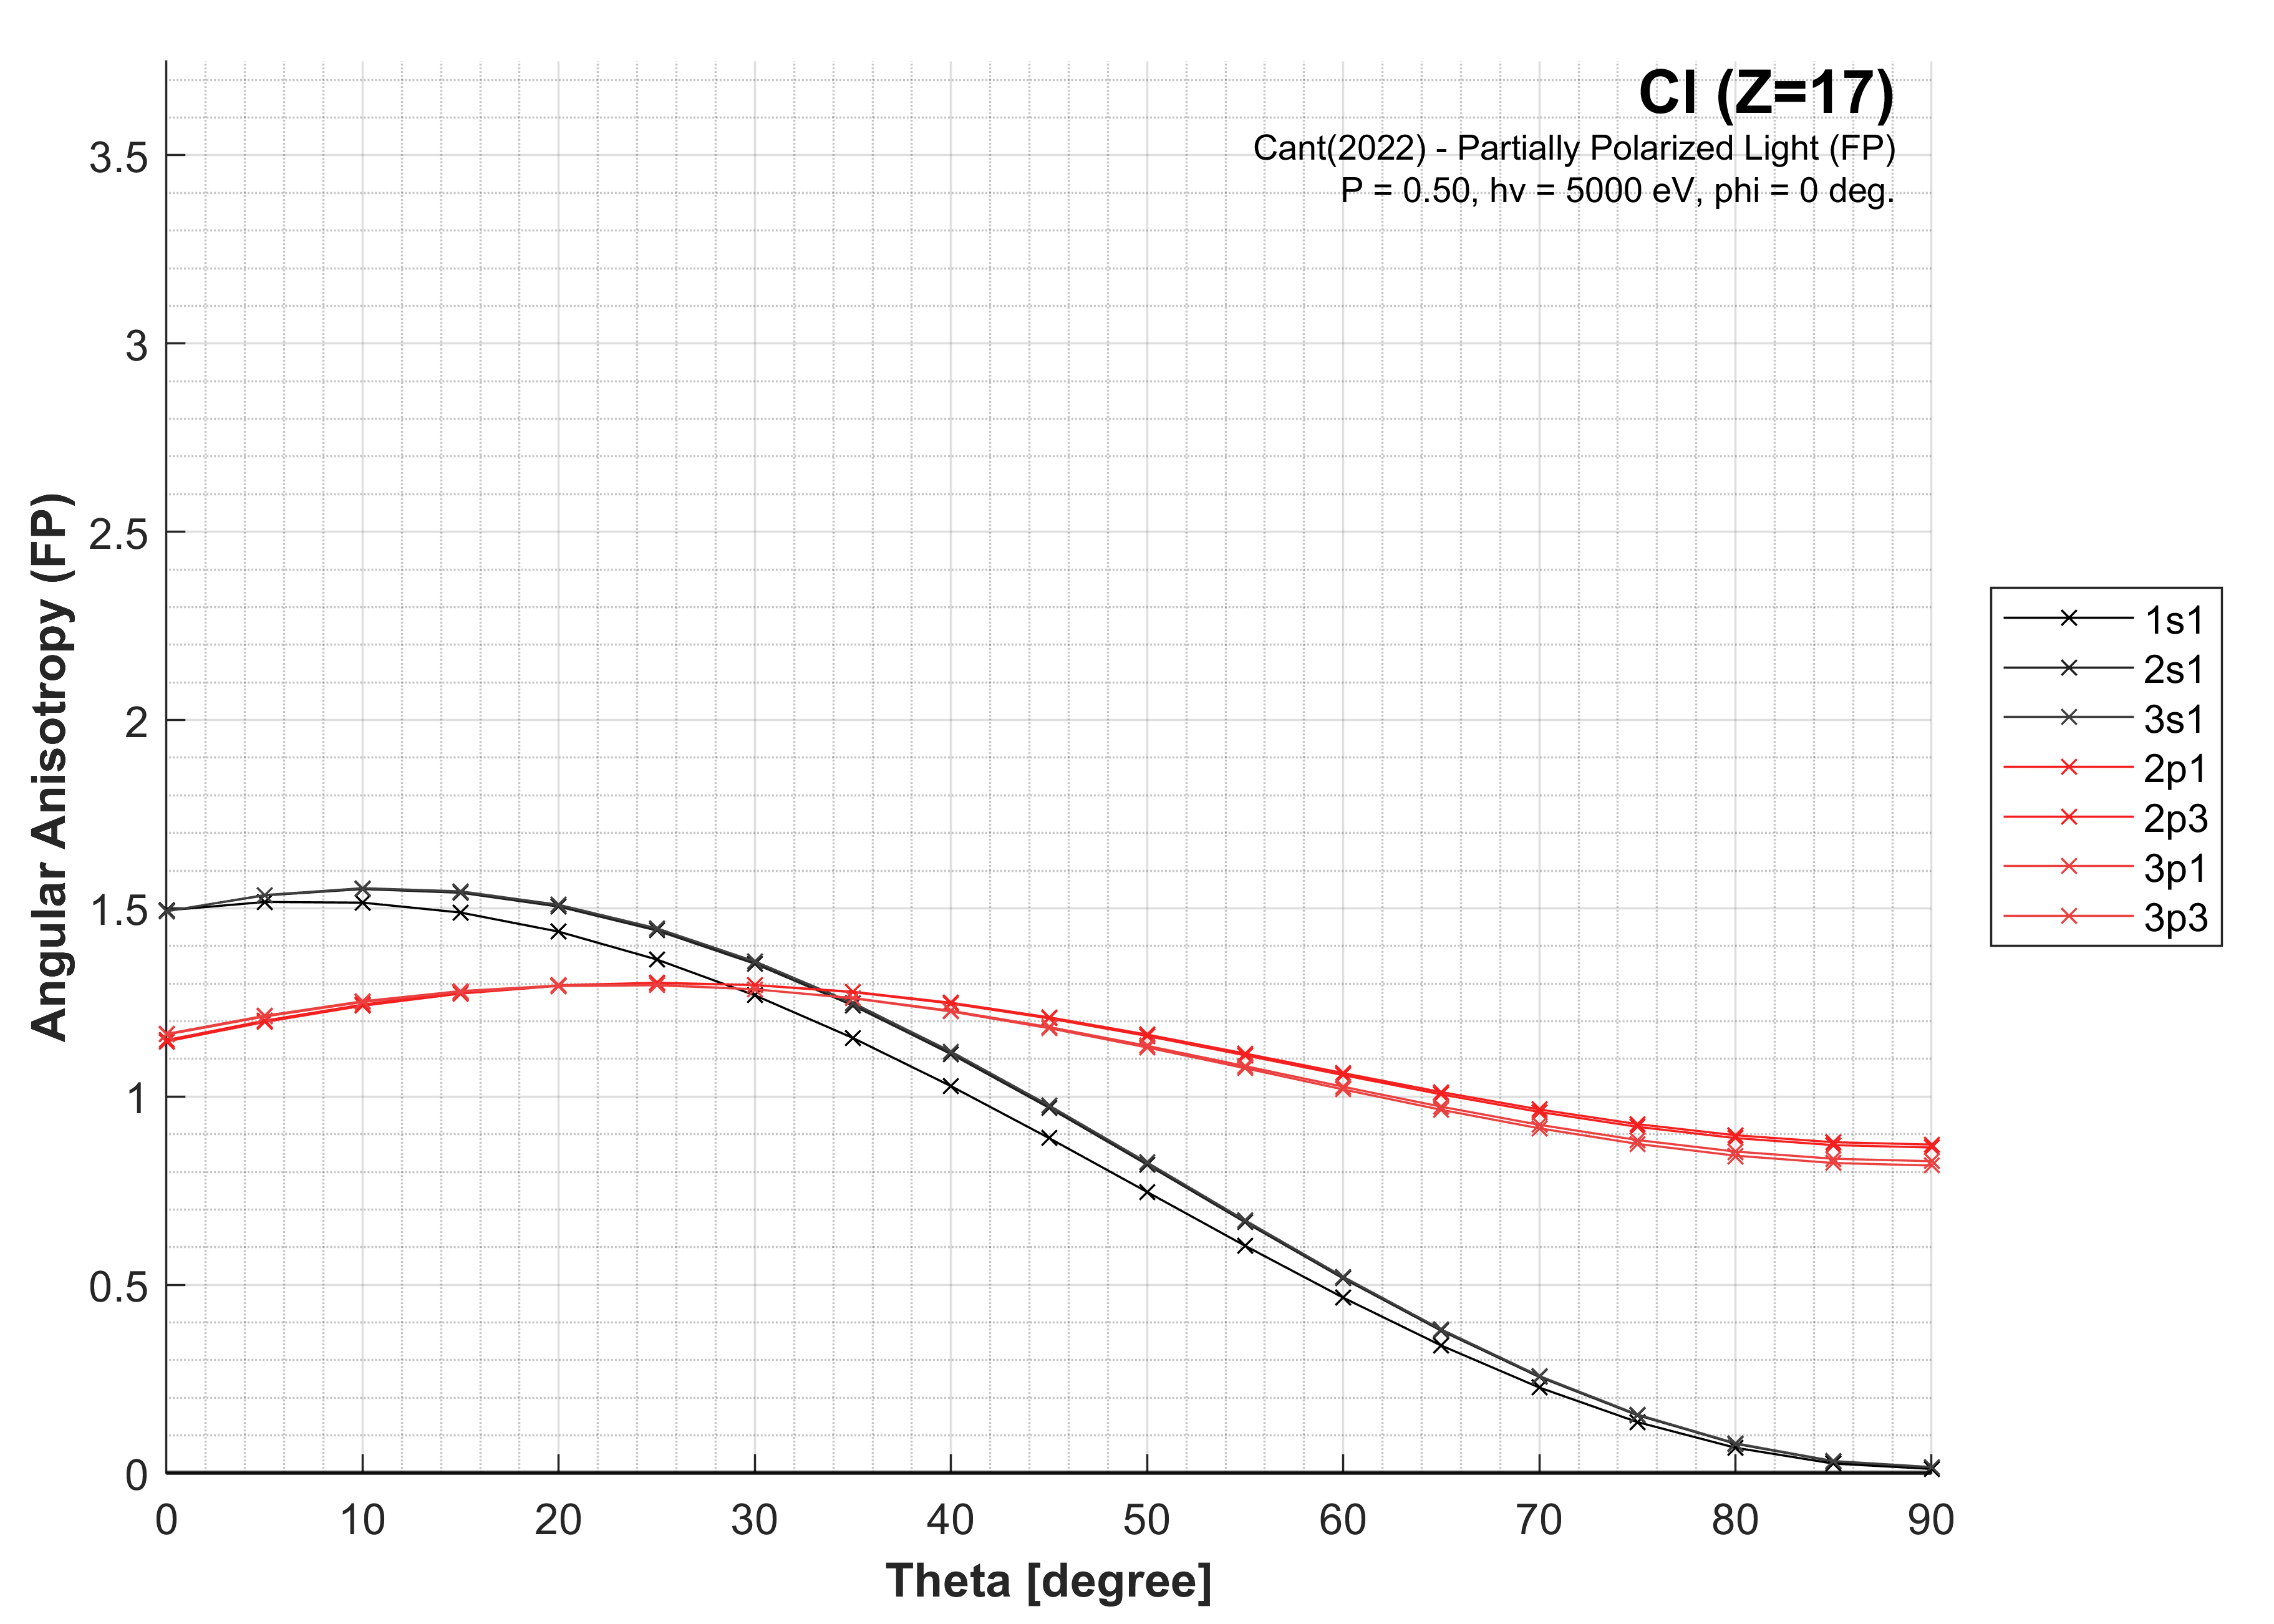 Cl (Z=17)
Cant(2022) - Partially Polarized Light (FP)
P = 0.50, hv = 5000 eV, phi = 0 deg.
Angular Anisotropy (FP)
3.5
3
2.5
2
1.5
1
0.5
0
0 10 20 30 40 50 60 70 80 90
Theta [degree]
1s1
2s1
3s1
2p1
2p3
3p1
3p3